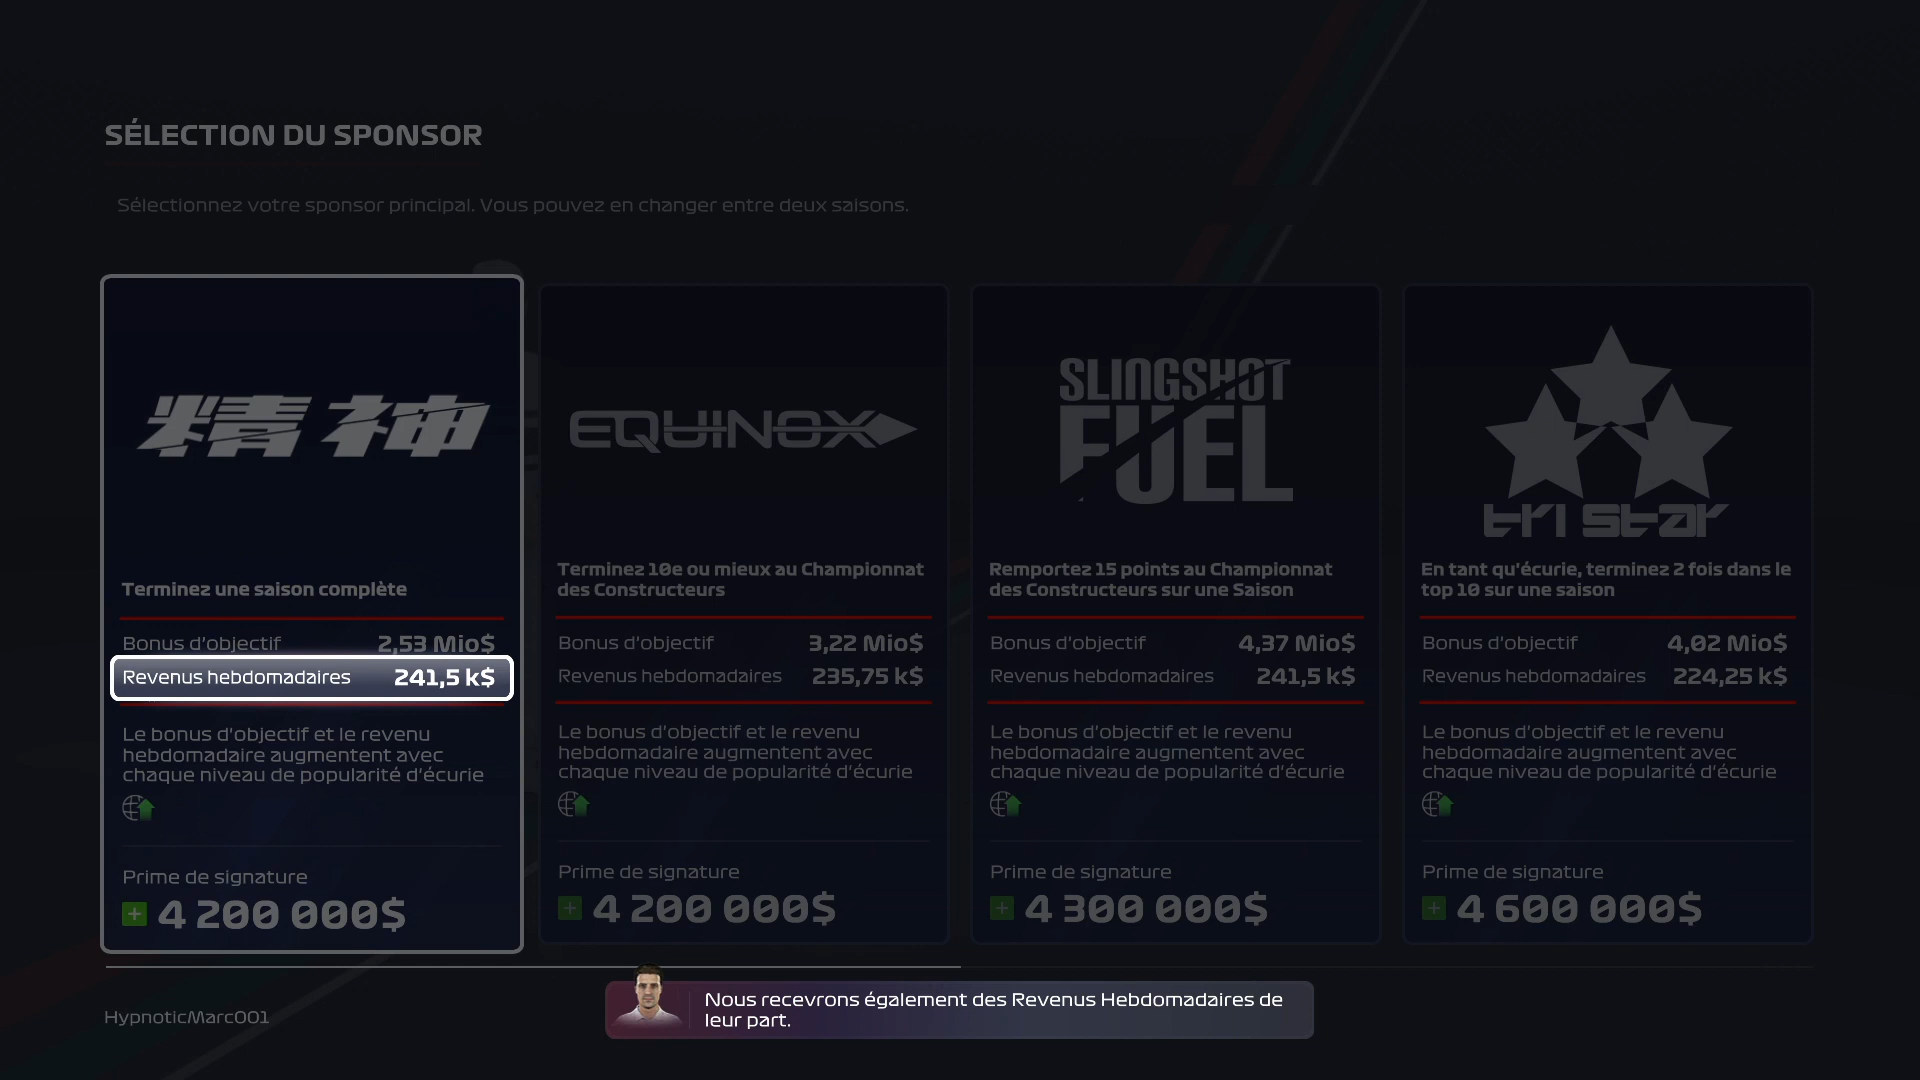 SÉLECTION DU SPONSOR
Sélectionnez votre sponsor principal. Vous pouvez en changer entre deux saisons.
精神
Terminez une saison complète
Bonus d'objectif 2,53 Mio$
Revenus hebdomadaires 241,5 k$
Le bonus d'objectif et le revenu
hebdomadaire augmentent avec
chaque niveau de popularité d'écurie
Prime de signature
+ 4 200 000$
EQUINOX
Terminez 10e ou mieux au Championnat
des Constructeurs
Bonus d'objectif 3,22 Mio$
Revenus hebdomadaires 235,75 k$
Le bonus d'objectif et le revenu
hebdomadaire augmentent avec
chaque niveau de popularité d'écurie
Prime de signature
+ 4 200 000$
SLINGSHOT
FUEL
Remportez 15 points au Championnat
des Constructeurs sur une Saison
Bonus d'objectif 4,37 Mio$
Revenus hebdomadaires 241,5 k$
Le bonus d'objectif et le revenu
hebdomadaire augmentent avec
chaque niveau de popularité d'écurie
Prime de signature
+ 4 300 000$
tri star
En tant qu'écurie, terminez 2 fois dans le
top 10 sur une saison
Bonus d'objectif 4,02 Mio$
Revenus hebdomadaires 224,25 k$
Le bonus d'objectif et le revenu
hebdomadaire augmentent avec
chaque niveau de popularité d'écurie
Prime de signature
+ 4 600 000$
Nous recevrons également des Revenus Hebdomadaires de
leur part.
HypnoticMarc001